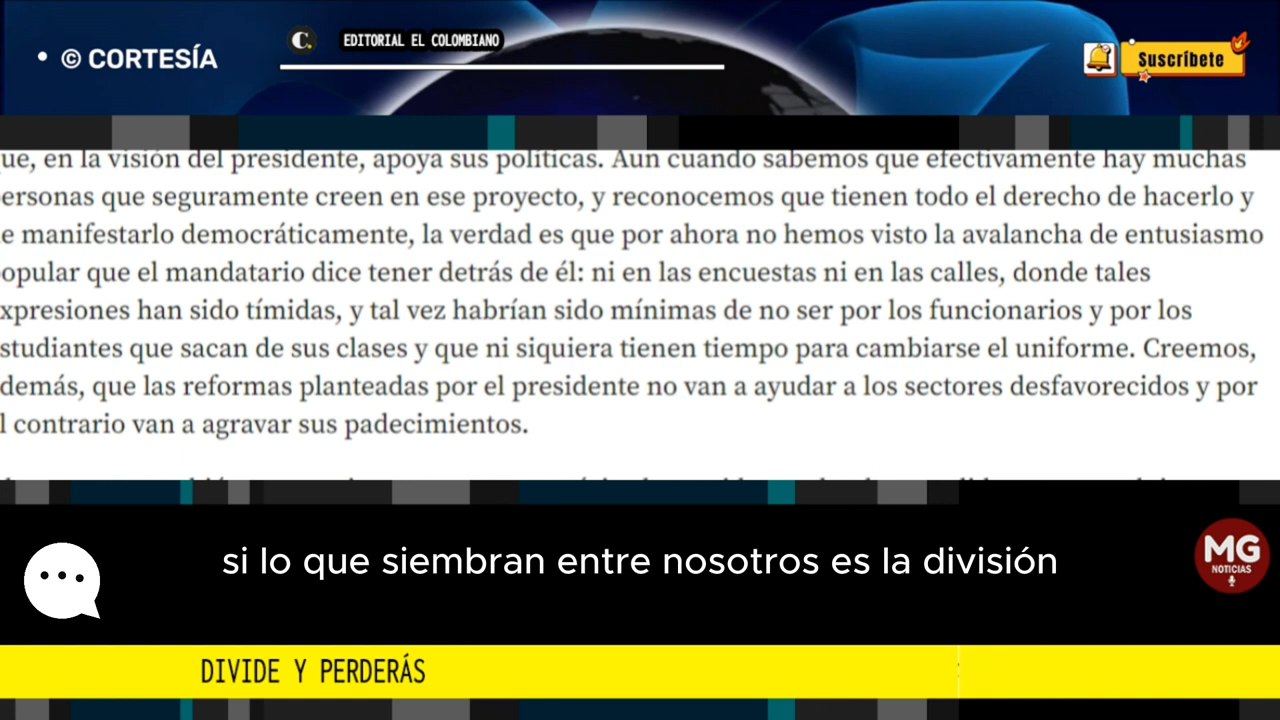 • © CORTESÍA
C.
EDITORIAL EL COLOMBIANO
Suscríbete
ue, en la visión del presidente, apoya sus políticas. Aun cuando sabemos que efectivamente hay muchas
ersonas que seguramente creen en ese proyecto, y reconocemos que tienen todo el derecho de hacerlo y
e manifestarlo democráticamente, la verdad es que por ahora no hemos visto la avalancha de entusiasmo
opular que el mandatario dice tener detrás de él: ni en las encuestas ni en las calles, donde tales
xpresiones han sido tímidas, y tal vez habrían sido mínimas de no ser por los funcionarios y por los
studiantes que sacan de sus clases y que ni siquiera tienen tiempo para cambiarse el uniforme. Creemos,
demás, que las reformas planteadas por el presidente no van a ayudar a los sectores desfavorecidos y por
l contrario van a agravar sus padecimientos.
si lo que siembran entre nosotros es la división
MG
NOTICIAS
DIVIDE Y PERDERÁS